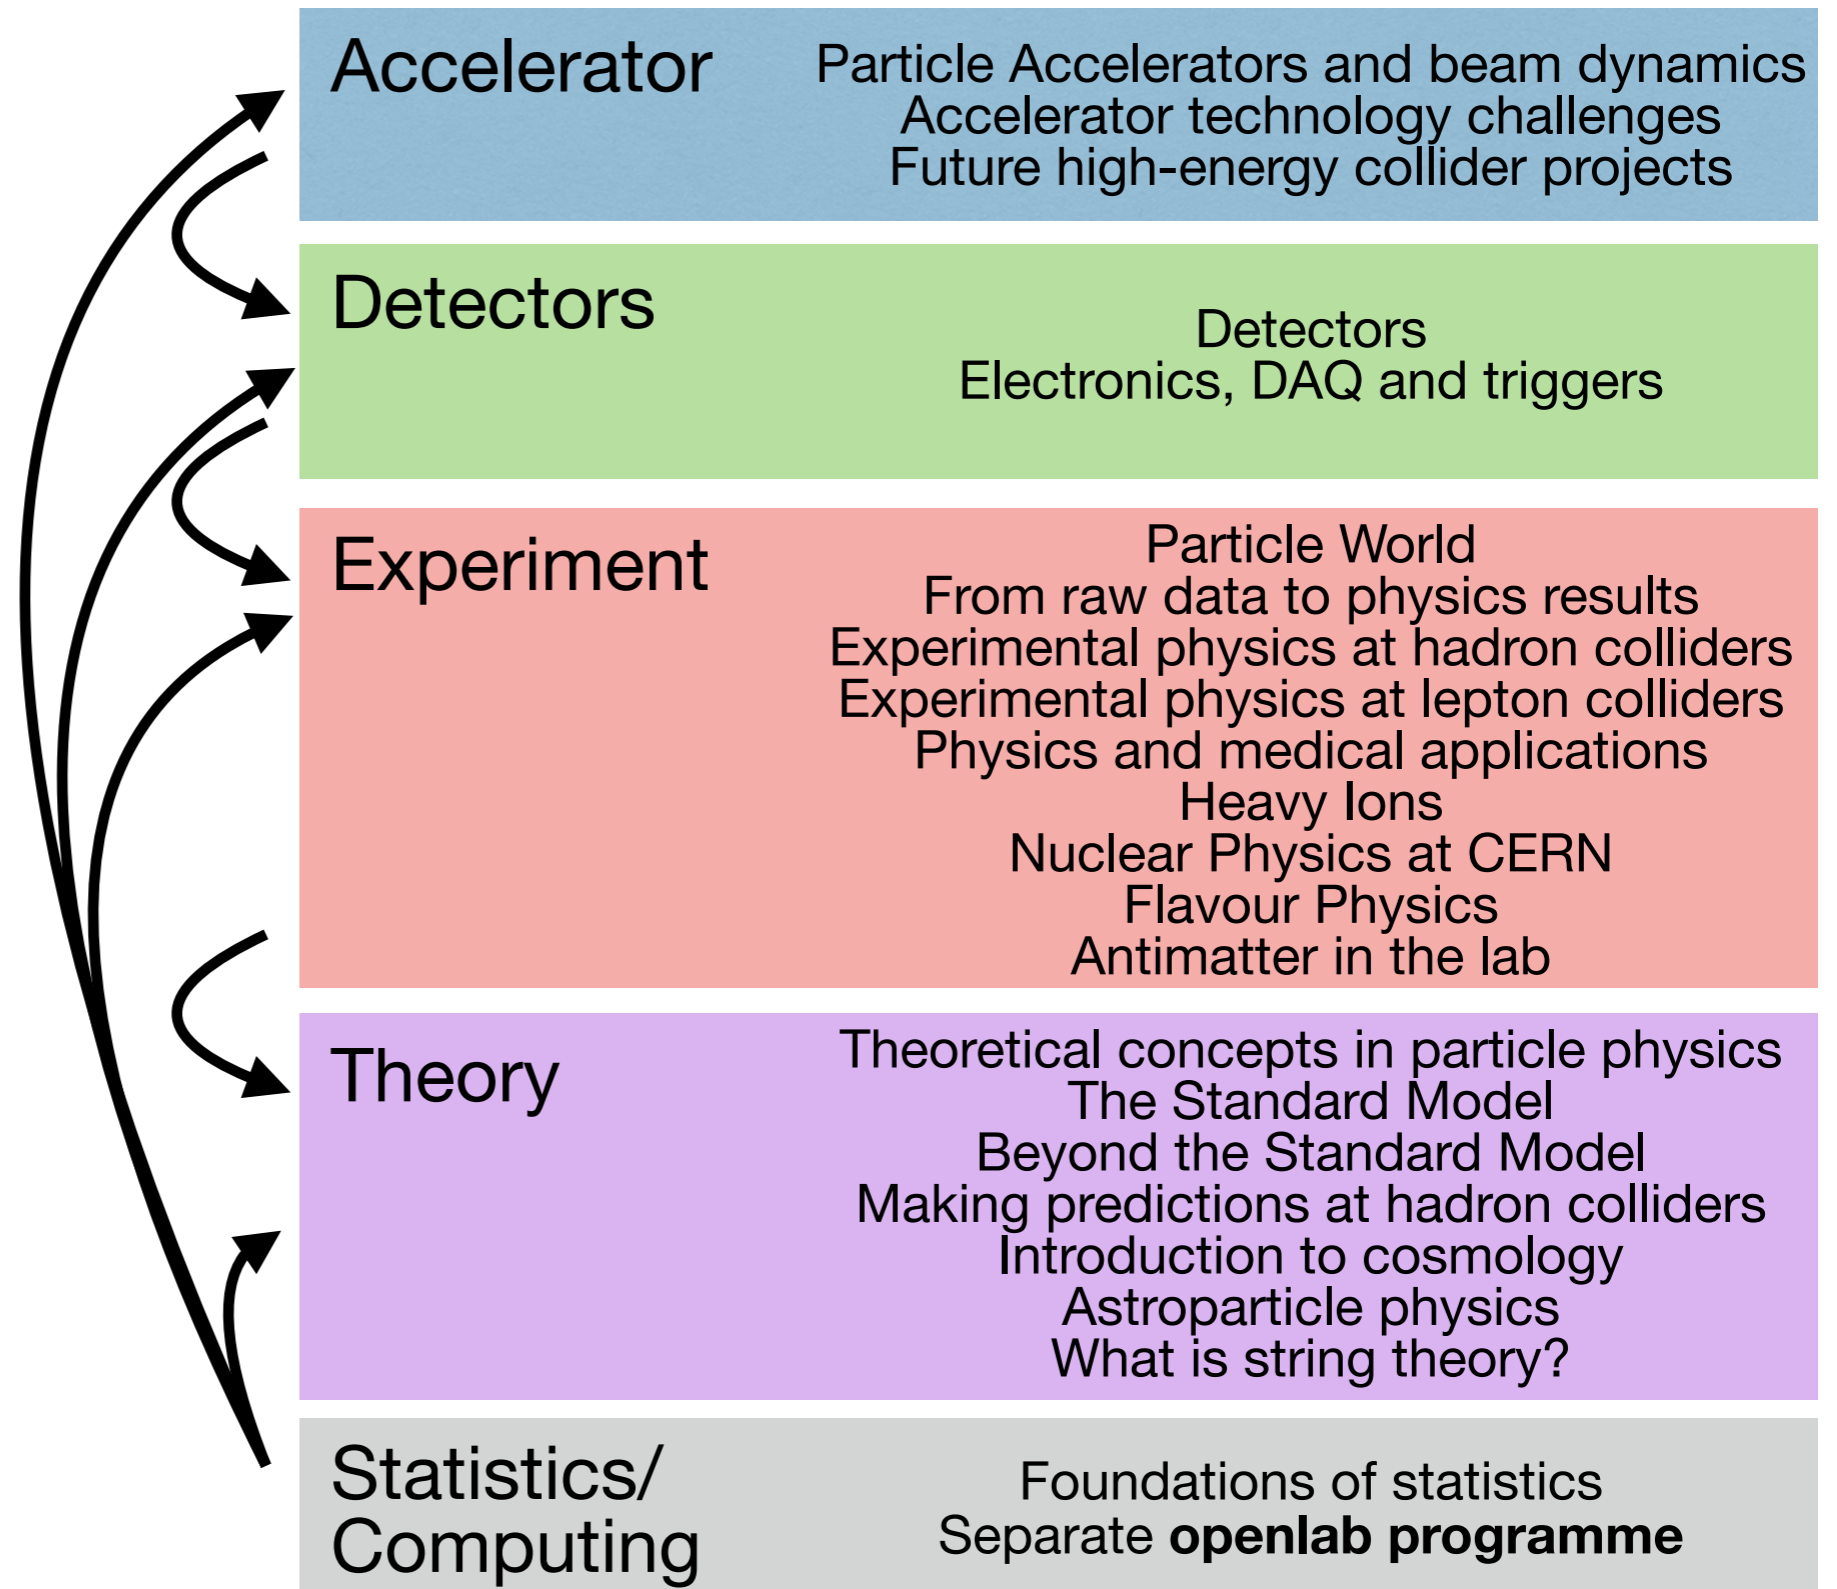 Accelerator
Particle Accelerators and beam dynamics
Accelerator technology challenges
Future high-energy collider projects
Detectors
Detectors
Electronics, DAQ and triggers
Experiment
Particle World
From raw data to physics results
Experimental physics at hadron colliders
Experimental physics at lepton colliders
Physics and medical applications
Heavy Ions
Nuclear Physics at CERN
Flavour Physics
Antimatter in the lab
Theory
Theoretical concepts in particle physics
The Standard Model
Beyond the Standard Model
Making predictions at hadron colliders
Introduction to cosmology
Astroparticle physics
What is string theory?
Statistics/
Computing
Foundations of statistics
Separate openlab programme